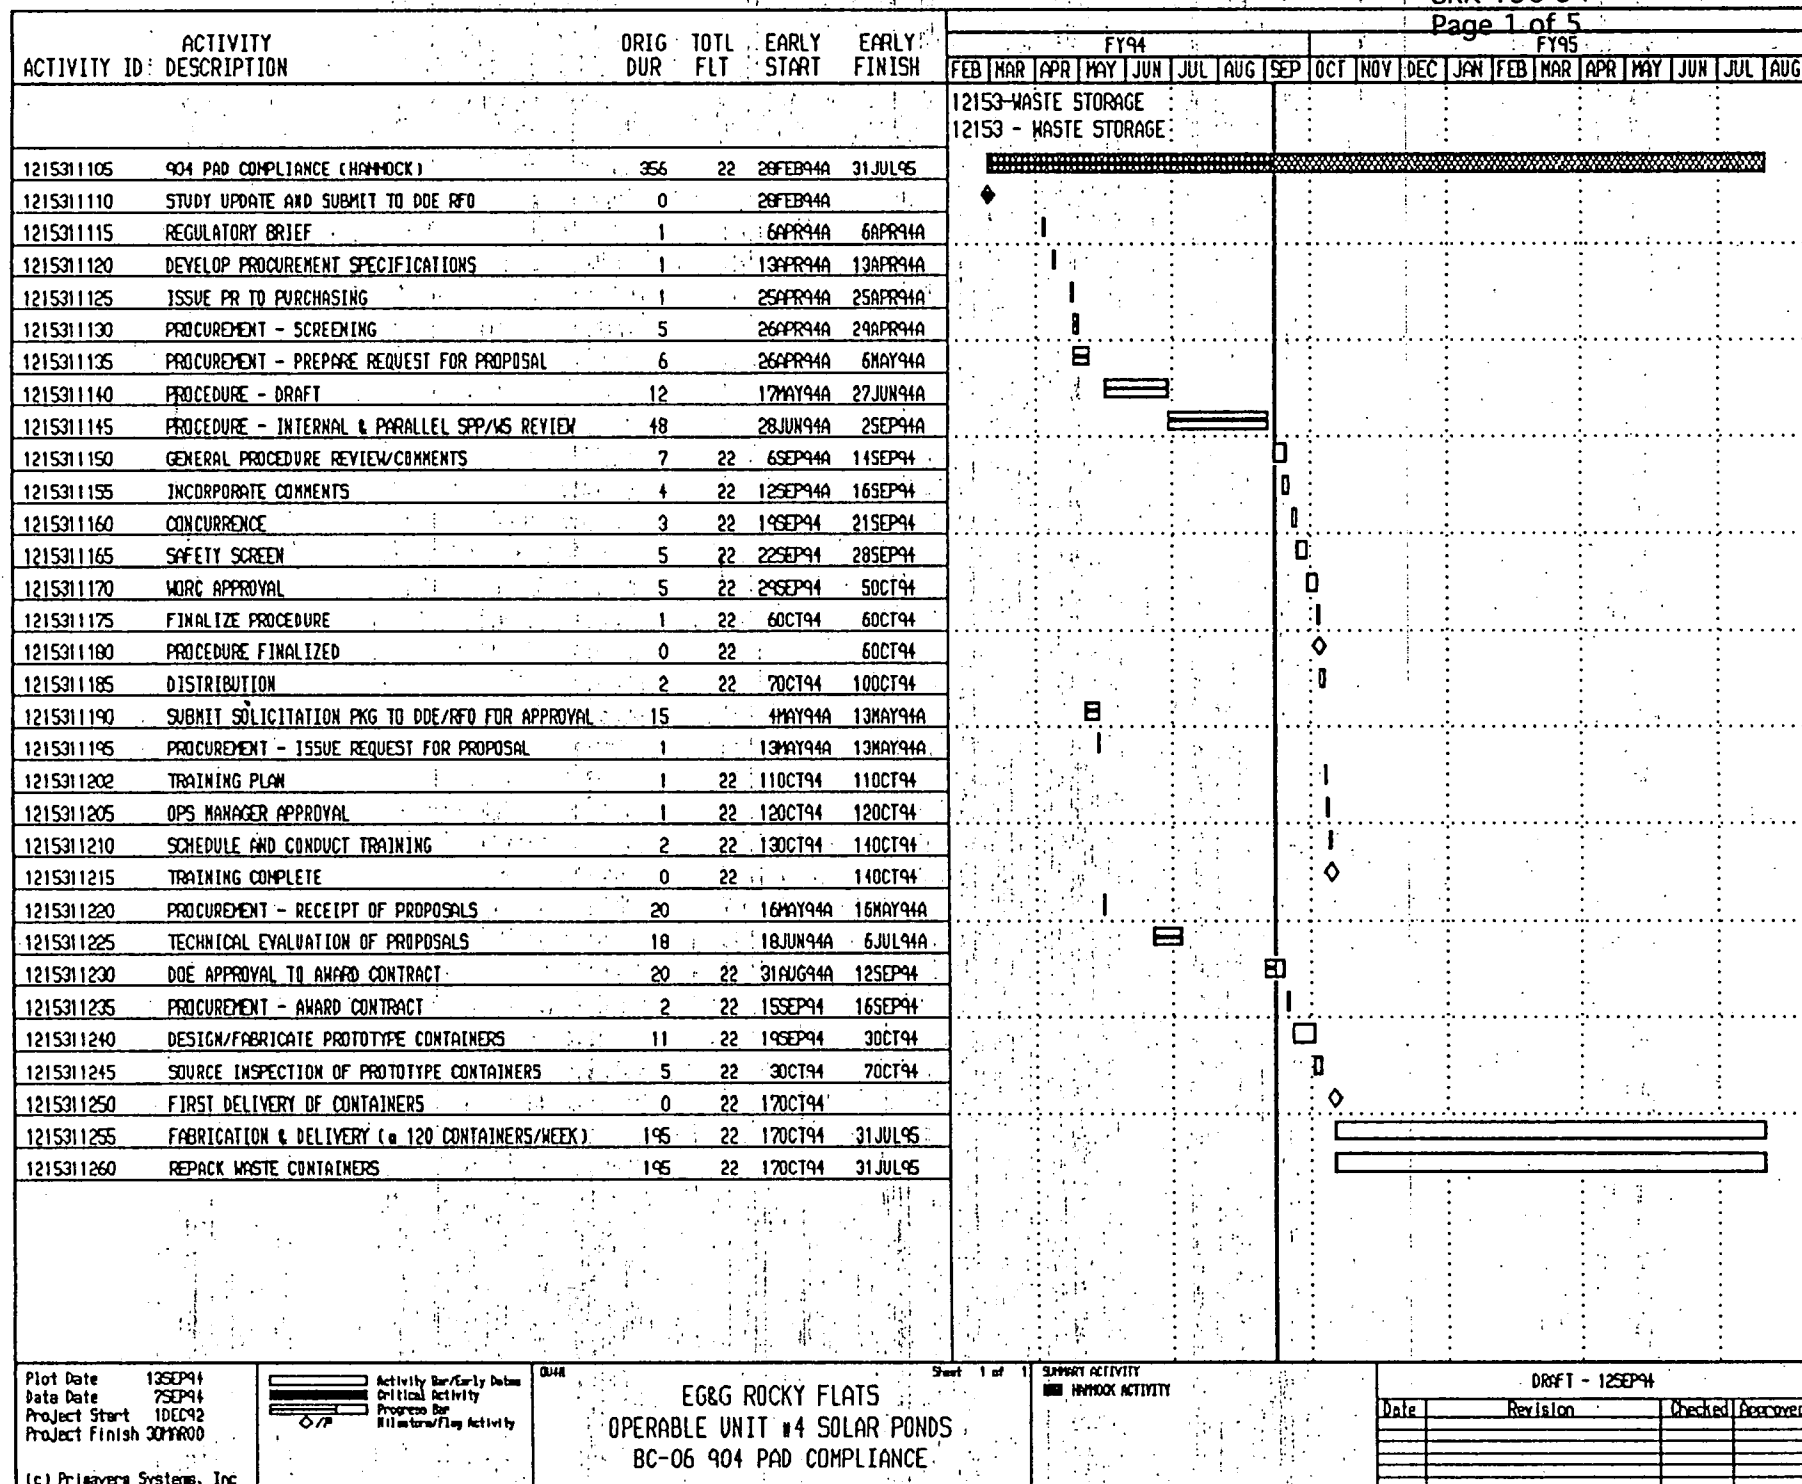 Page 1 of 5
ACTIVITY ID ACTIVITY DESCRIPTION ORIG DUR TOTL FLT EARLY START EARLY FINISH
FY94 FY95
FEB MAR APR MAY JUN JUL AUG SEP OCT NOV DEC JAN FEB MAR APR MAY JUN JUL AUG
12153-WASTE STORAGE
12153 - WASTE STORAGE
1215311105 904 PAD COMPLIANCE (HAMMOCK) 356 22 28FEB94A 31JUL95
1215311110 STUDY UPDATE AND SUBMIT TO DOE RFO 0 28FEB94A
1215311115 REGULATORY BRIEF 1 6APR94A 6APR94A
1215311120 DEVELOP PROCUREMENT SPECIFICATIONS 1 13APR94A 13APR94A
1215311125 ISSUE PR TO PURCHASING 1 25APR94A 25APR94A
1215311130 PROCUREMENT - SCREENING 5 26APR94A 29APR94A
1215311135 PROCUREMENT - PREPARE REQUEST FOR PROPOSAL 6 26APR94A 6MAY94A
1215311140 PROCEDURE - DRAFT 12 17MAY94A 27JUN94A
1215311145 PROCEDURE - INTERNAL & PARALLEL SPP/WS REVIEW 48 28JUN94A 2SEP94A
1215311150 GENERAL PROCEDURE REVIEW/COMMENTS 7 22 6SEP94A 14SEP94
1215311155 INCORPORATE COMMENTS 4 22 12SEP94A 16SEP94
1215311160 CONCURRENCE 3 22 19SEP94 21SEP94
1215311165 SAFETY SCREEN 5 22 22SEP94 28SEP94
1215311170 WORC APPROVAL 5 22 29SEP94 5OCT94
1215311175 FINALIZE PROCEDURE 1 22 6OCT94 6OCT94
1215311180 PROCEDURE FINALIZED 0 22 6OCT94
1215311185 DISTRIBUTION 2 22 7OCT94 10OCT94
1215311190 SUBMIT SOLICITATION PKG TO DOE/RFO FOR APPROVAL 15 4MAY94A 13MAY94A
1215311195 PROCUREMENT - ISSUE REQUEST FOR PROPOSAL 1 13MAY94A 13MAY94A
1215311202 TRAINING PLAN 1 22 11OCT94 11OCT94
1215311205 OPS MANAGER APPROVAL 1 22 12OCT94 12OCT94
1215311210 SCHEDULE AND CONDUCT TRAINING 2 22 13OCT94 14OCT94
1215311215 TRAINING COMPLETE 0 22 14OCT94
1215311220 PROCUREMENT - RECEIPT OF PROPOSALS 20 16MAY94A 16MAY94A
1215311225 TECHNICAL EVALUATION OF PROPOSALS 18 18JUN94A 6JUL94A
1215311230 DOE APPROVAL TO AWARD CONTRACT 20 22 31AUG94A 12SEP94
1215311235 PROCUREMENT - AWARD CONTRACT 2 22 15SEP94 16SEP94
1215311240 DESIGN/FABRICATE PROTOTYPE CONTAINERS 11 22 19SEP94 3OCT94
1215311245 SOURCE INSPECTION OF PROTOTYPE CONTAINERS 5 22 3OCT94 7OCT94
1215311250 FIRST DELIVERY OF CONTAINERS 0 22 17OCT94
1215311255 FABRICATION & DELIVERY (@ 120 CONTAINERS/WEEK) 195 22 17OCT94 31JUL95
1215311260 REPACK WASTE CONTAINERS 195 22 17OCT94 31JUL95
Plot Date 13SEP94
Data Date 7SEP94
Project Start 1DEC92
Project Finish 30MAR00
(c) Primavera Systems, Inc
Activity Bar/Early Dates
Critical Activity
Progress Bar
Milestone/Flag Activity
OU4N
Sheet 1 of 1
EG&G ROCKY FLATS
OPERABLE UNIT #4 SOLAR PONDS
BC-06 904 PAD COMPLIANCE
SUMMARY ACTIVITY
HAMMOCK ACTIVITY
DRAFT - 12SEP94
Date Revision Checked Approved